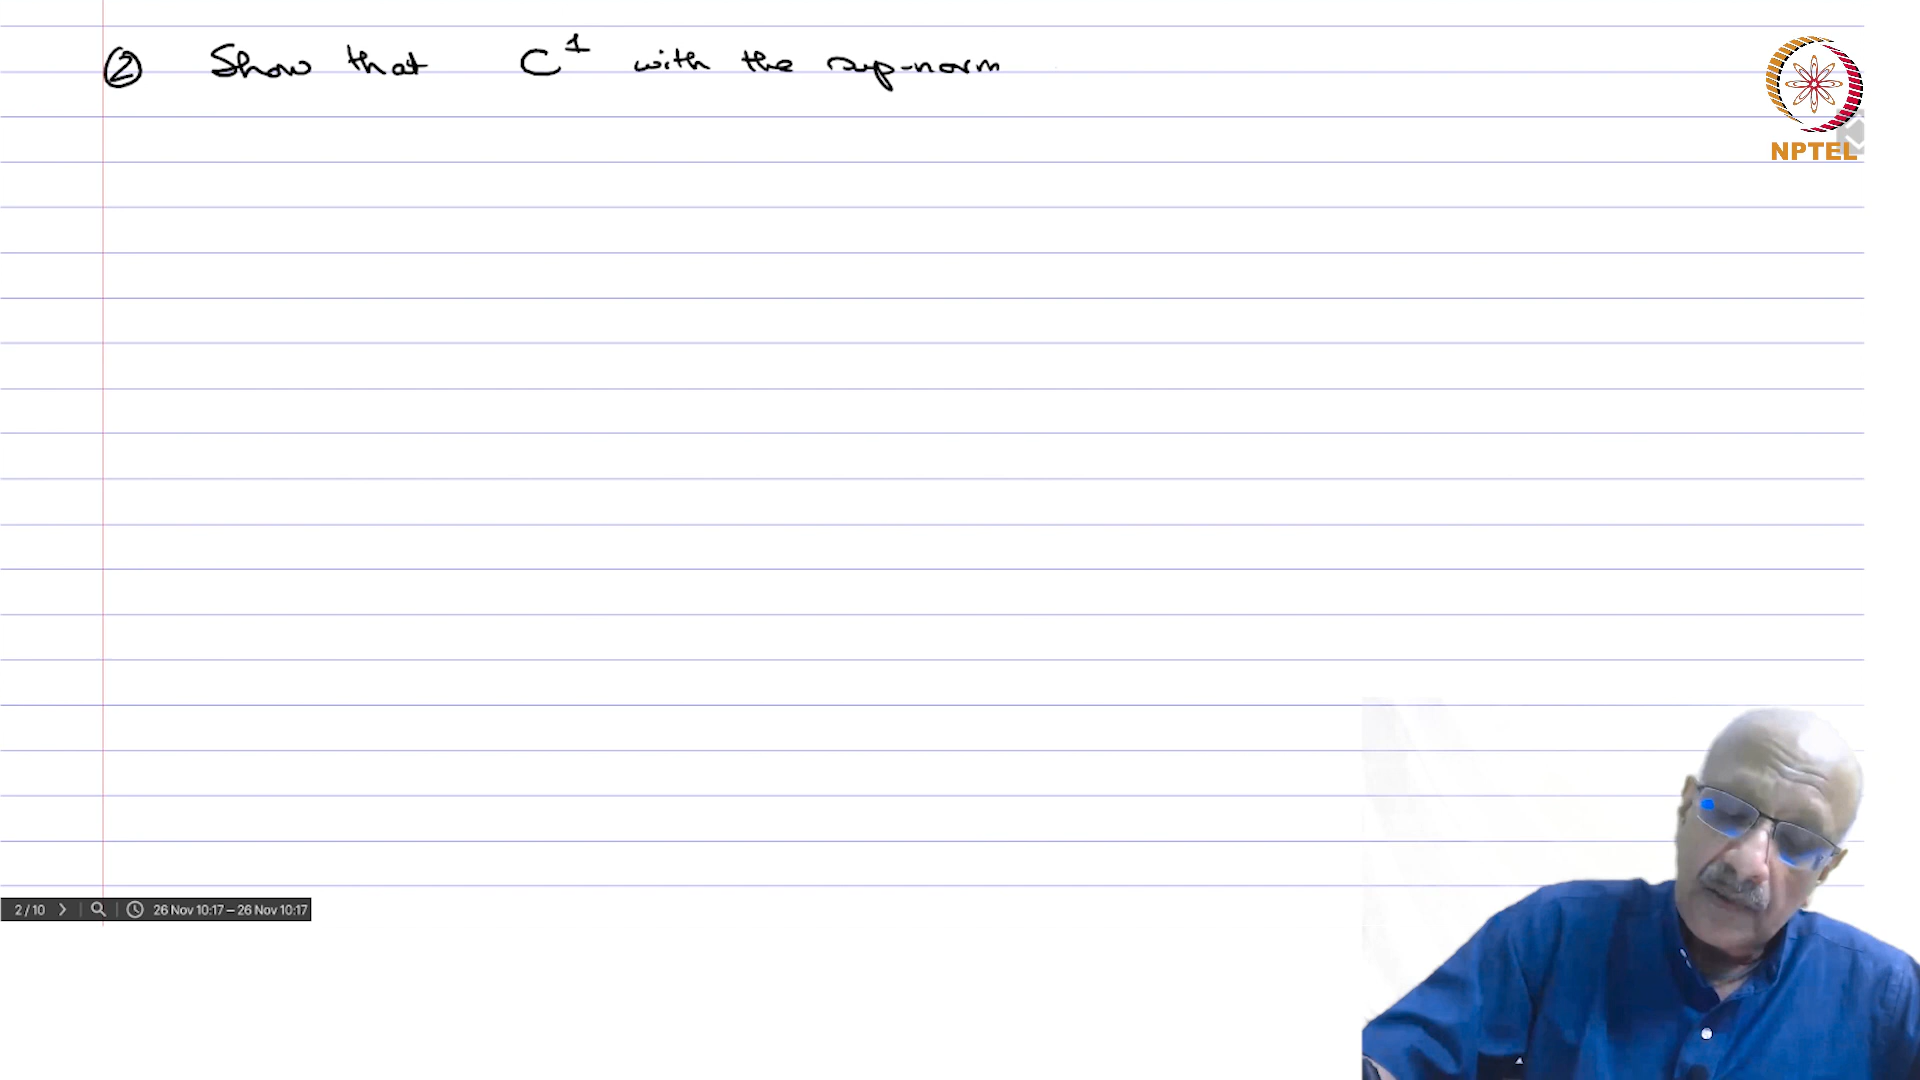 ② Show that C¹ with the sup-norm
NPTEL
2 / 10 26 Nov 10:17 – 26 Nov 10:17